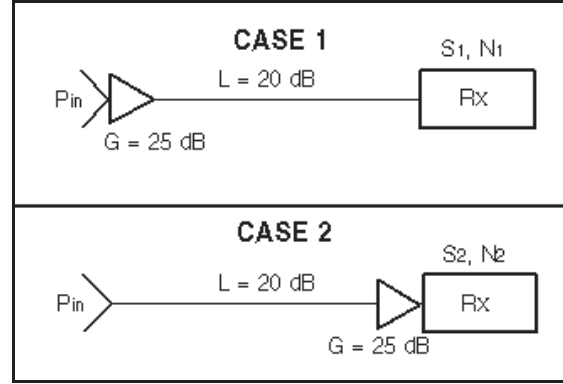 CASE 1
S1, N1
L = 20 dB
Pin
Rx
G = 25 dB
CASE 2
S2, N2
L = 20 dB
Pin
Rx
G = 25 dB